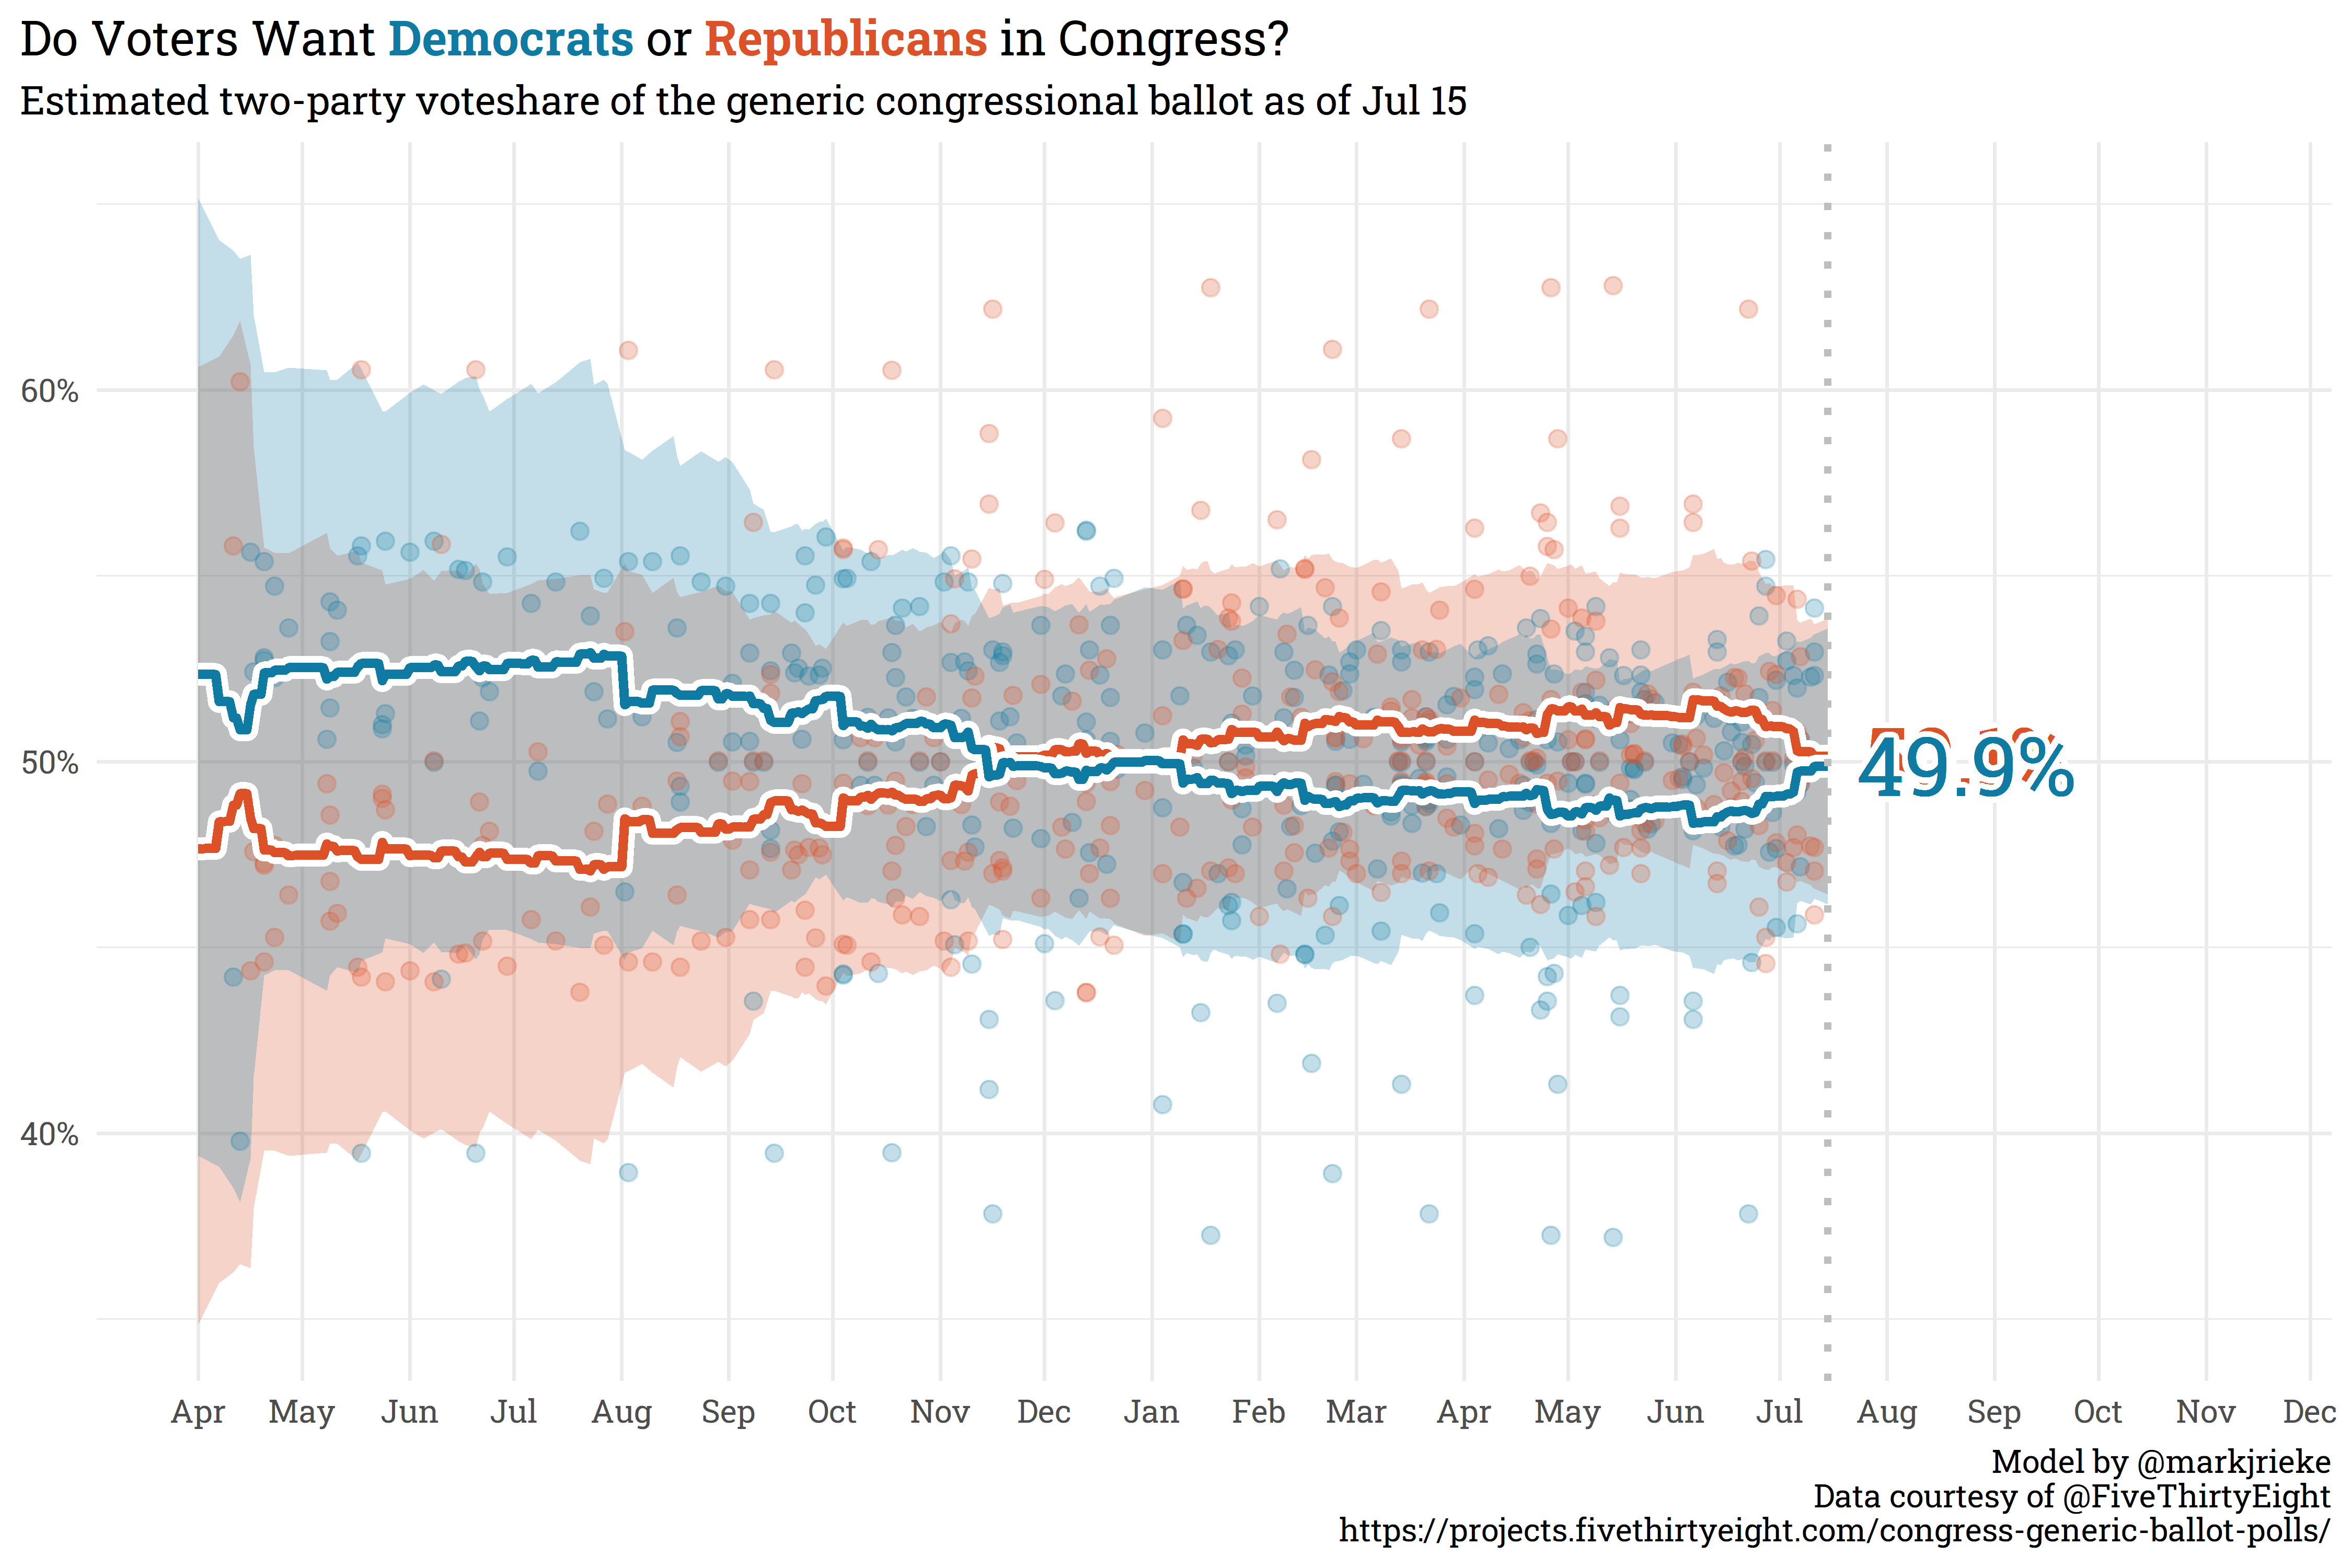 Do Voters Want Democrats or Republicans in Congress?
Estimated two-party voteshare of the generic congressional ballot as of Jul 15
60%
50%
40%
49.9%
Apr May Jun Jul Aug Sep Oct Nov Dec Jan Feb Mar Apr May Jun Jul Aug Sep Oct Nov Dec
Model by @markjrieke
Data courtesy of @FiveThirtyEight
https://projects.fivethirtyeight.com/congress-generic-ballot-polls/